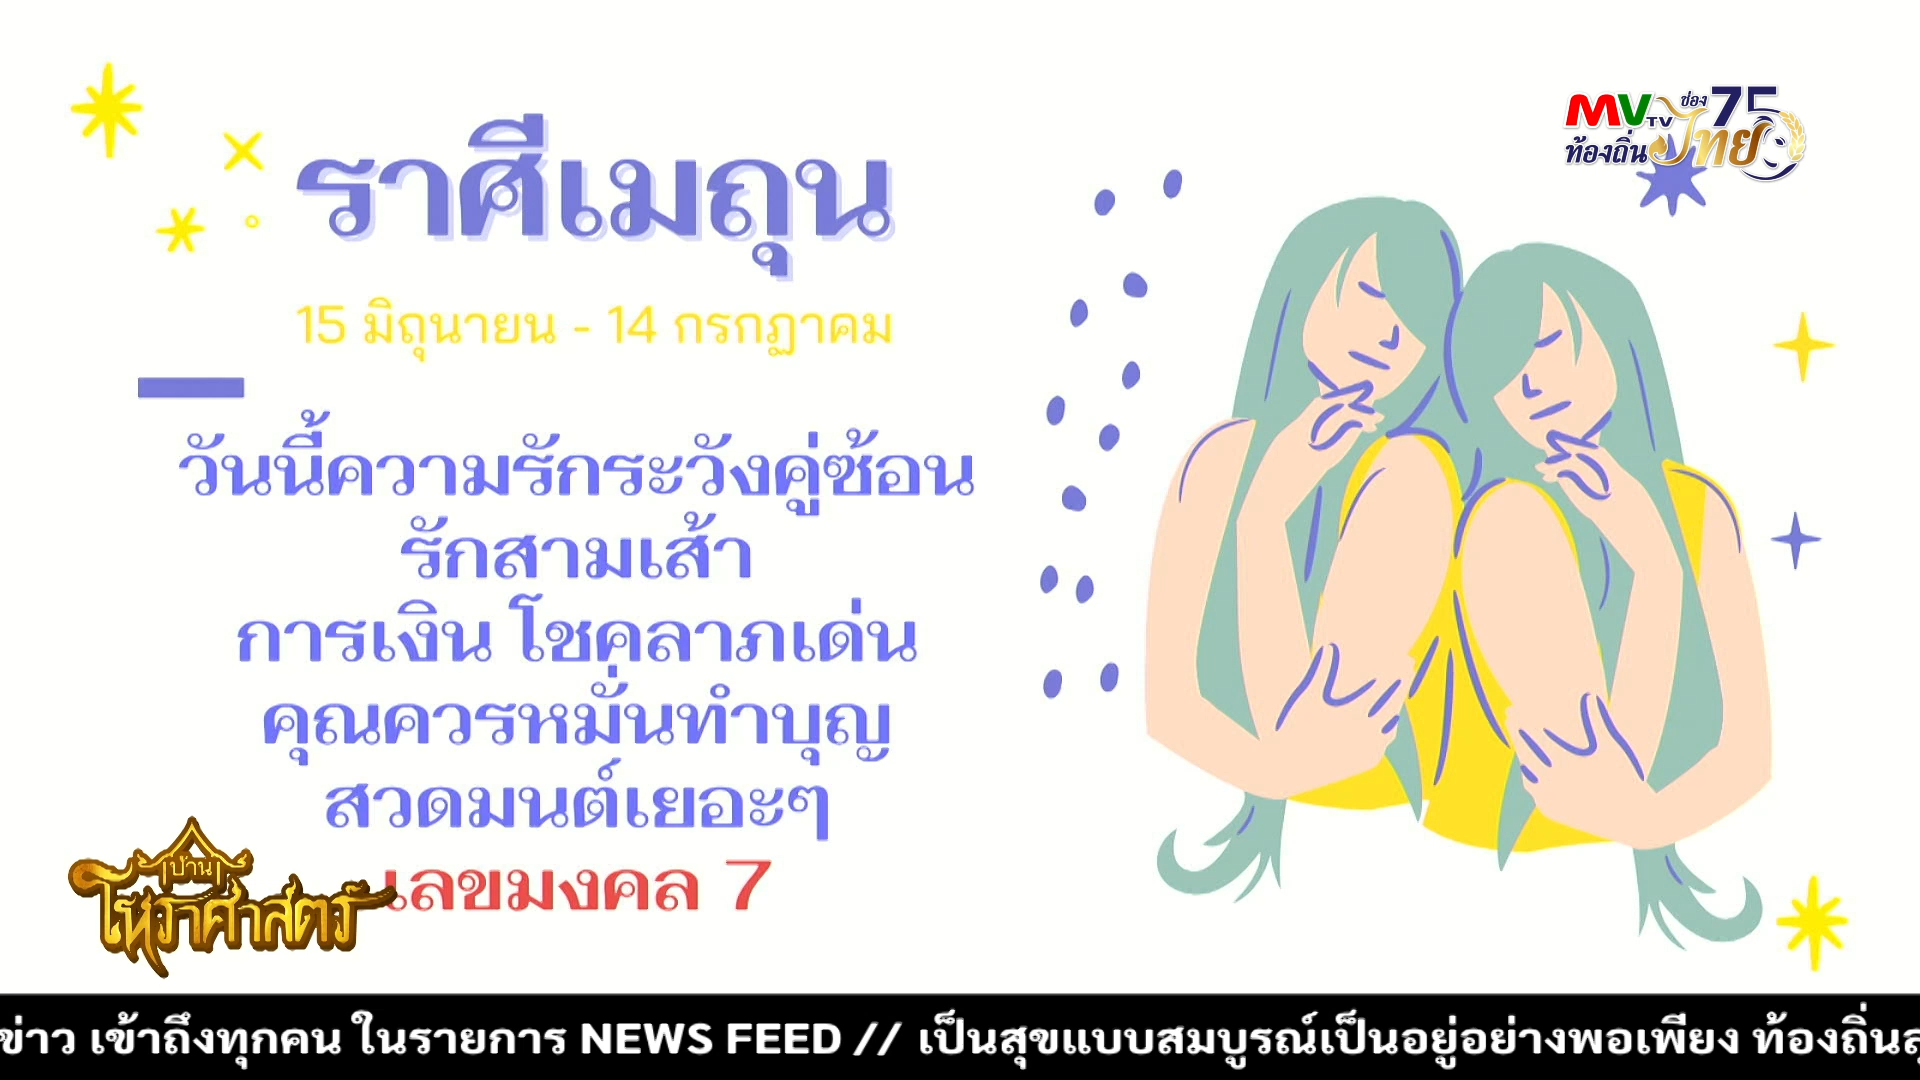 MVTV ช่อง 75
ท้องถิ่นไทย
ราศีเมถุน
15 มิถุนายน - 14 กรกฎาคม
วันนี้ความรักระวังคู่ซ้อน
รักสามเส้า
การเงิน โชคลาภเด่น
คุณควรหมั่นทำบุญ
สวดมนต์เยอะๆ
เลขมงคล 7
บ้าน
โหราศาสตร์
ข่าว เข้าถึงทุกคน ในรายการ NEWS FEED // เป็นสุขแบบสมบูรณ์เป็นอยู่อย่างพอเพียง ท้องถิ่น